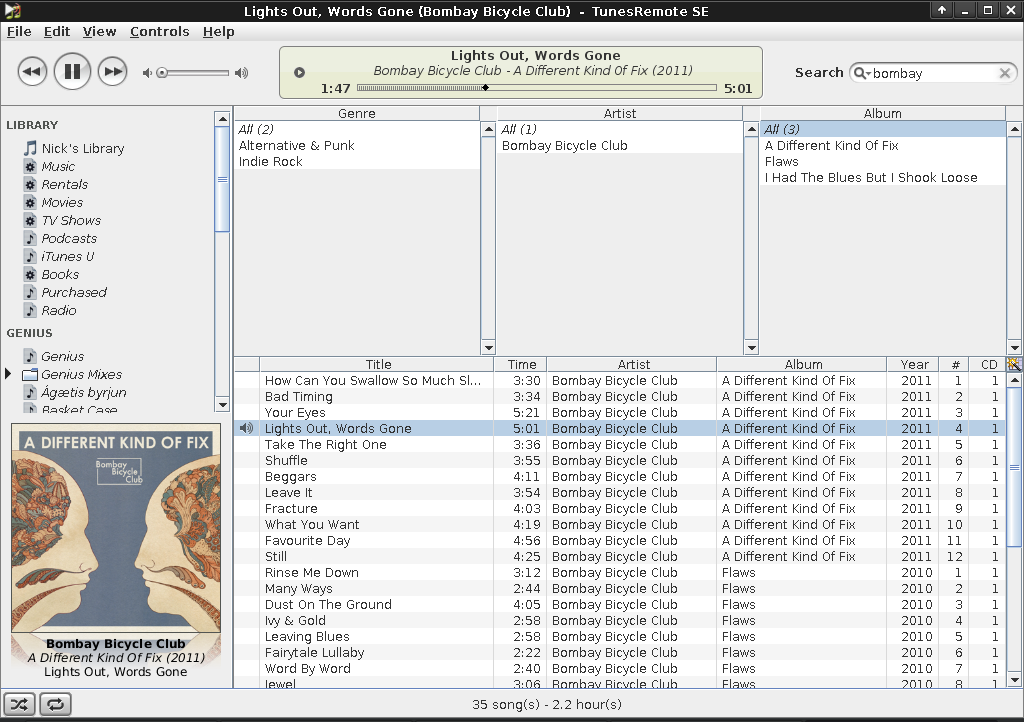 Lights Out, Words Gone (Bombay Bicycle Club) - TunesRemote SE
File Edit View Controls Help
Lights Out, Words Gone
Bombay Bicycle Club - A Different Kind Of Fix (2011)
1:47 5:01
Search bombay
LIBRARY
Nick's Library
Music
Rentals
Movies
TV Shows
Podcasts
iTunes U
Books
Purchased
Radio
GENIUS
Genius
Genius Mixes
Ágætis byrjun
Basket Case
A DIFFERENT KIND OF FIX
Bombay
Bicycle
Club
Bombay Bicycle Club
A Different Kind Of Fix (2011)
Lights Out, Words Gone
Genre
All (2)
Alternative & Punk
Indie Rock
Artist
All (1)
Bombay Bicycle Club
Album
All (3)
A Different Kind Of Fix
Flaws
I Had The Blues But I Shook Loose
Title Time Artist Album Year # CD
How Can You Swallow So Much Sl... 3:30 Bombay Bicycle Club A Different Kind Of Fix 2011 1 1
Bad Timing 3:34 Bombay Bicycle Club A Different Kind Of Fix 2011 2 1
Your Eyes 5:21 Bombay Bicycle Club A Different Kind Of Fix 2011 3 1
Lights Out, Words Gone 5:01 Bombay Bicycle Club A Different Kind Of Fix 2011 4 1
Take The Right One 3:36 Bombay Bicycle Club A Different Kind Of Fix 2011 5 1
Shuffle 3:55 Bombay Bicycle Club A Different Kind Of Fix 2011 6 1
Beggars 4:11 Bombay Bicycle Club A Different Kind Of Fix 2011 7 1
Leave It 3:54 Bombay Bicycle Club A Different Kind Of Fix 2011 8 1
Fracture 4:03 Bombay Bicycle Club A Different Kind Of Fix 2011 9 1
What You Want 4:19 Bombay Bicycle Club A Different Kind Of Fix 2011 10 1
Favourite Day 4:56 Bombay Bicycle Club A Different Kind Of Fix 2011 11 1
Still 4:25 Bombay Bicycle Club A Different Kind Of Fix 2011 12 1
Rinse Me Down 3:12 Bombay Bicycle Club Flaws 2010 1 1
Many Ways 2:44 Bombay Bicycle Club Flaws 2010 2 1
Dust On The Ground 4:05 Bombay Bicycle Club Flaws 2010 3 1
Ivy & Gold 2:58 Bombay Bicycle Club Flaws 2010 4 1
Leaving Blues 2:58 Bombay Bicycle Club Flaws 2010 5 1
Fairytale Lullaby 2:22 Bombay Bicycle Club Flaws 2010 6 1
Word By Word 2:40 Bombay Bicycle Club Flaws 2010 7 1
Jewel 3:06 Bombay Bicycle Club Flaws 2010 8 1
35 song(s) - 2.2 hour(s)